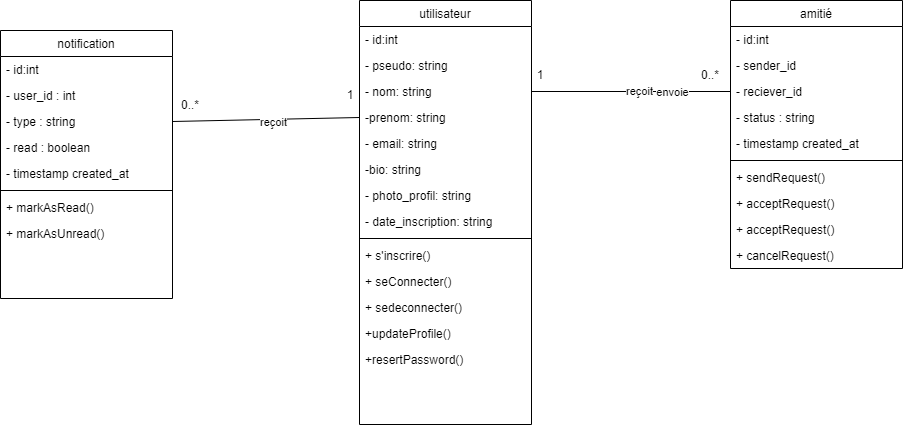 notification
- id:int
- user_id : int
- type : string
- read : boolean
- timestamp created_at
+ markAsRead()
+ markAsUnread()
0..*
reçoit
1
utilisateur
- id:int
- pseudo: string
- nom: string
-prenom: string
- email: string
-bio: string
- photo_profil: string
- date_inscription: string
+ s'inscrire()
+ seConnecter()
+ sedeconnecter()
+updateProfile()
+resertPassword()
1
reçoit envoie
0..*
amitié
- id:int
- sender_id
- reciever_id
- status : string
- timestamp created_at
+ sendRequest()
+ acceptRequest()
+ acceptRequest()
+ cancelRequest()